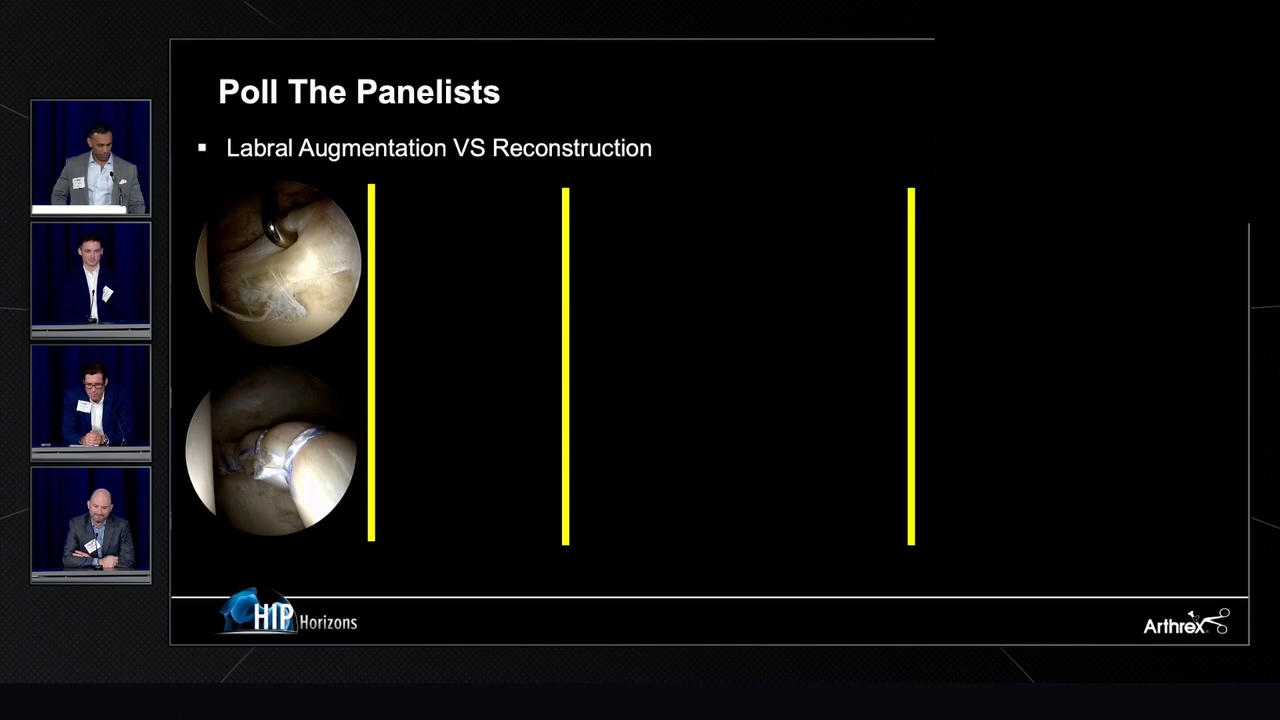 Poll The Panelists
▪ Labral Augmentation VS Reconstruction
HIP Horizons
Arthrex